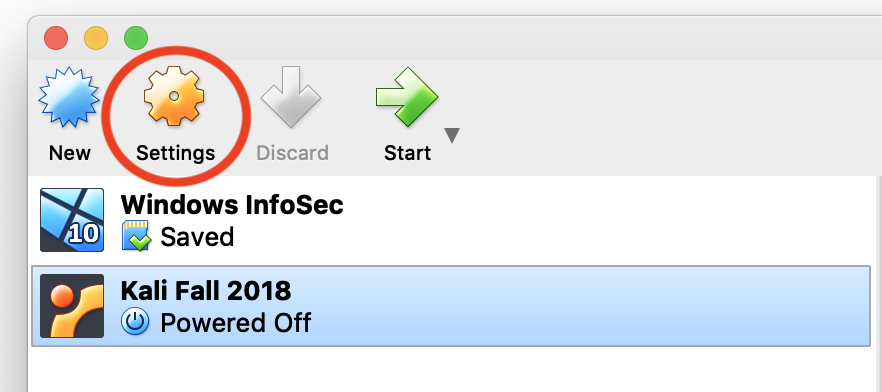 New Settings Discard Start
Windows InfoSec
10
Saved
Kali Fall 2018
Powered Off